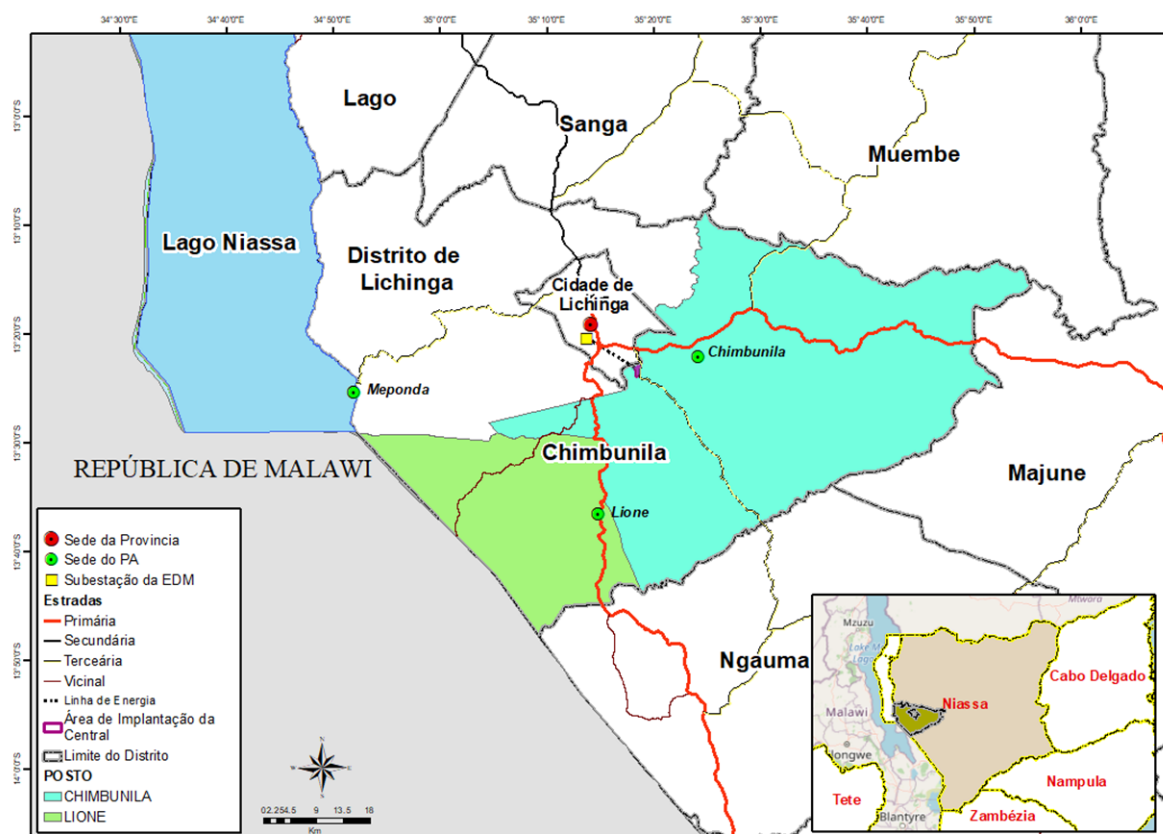 34°30'0"E 34°40'0"E 34°50'0"E 35°0'0"E 35°10'0"E 35°20'0"E 35°30'0"E 35°40'0"E 35°50'0"E 36°0'0"E
13°0'0"S
13°10'0"S
13°20'0"S
13°30'0"S
13°40'0"S
13°50'0"S
14°0'0"S
Lago
Sanga
Muembe
Lago Niassa
Distrito de
Lichinga
Cidade de
Lichinga
Chimbunila
Meponda
REPÚBLICA DE MALAWI
Chimbunila
Majune
Lione
Ngauma
Sede da Provincia
Sede do PA
Subestação da EDM
Estradas
Primária
Secundária
Terceária
Vicinal
Linha de Energia
Área de Implantação da
Central
Limite do Distrito
POSTO
CHIMBUNILA
LIONE
N
02.254.5 9 13.5 18
Km
Mtwara
Mzuzu
Cabo Delgado
Niassa
Malawi
longwe
Nampula
Tete
Blantyre
Zambézia